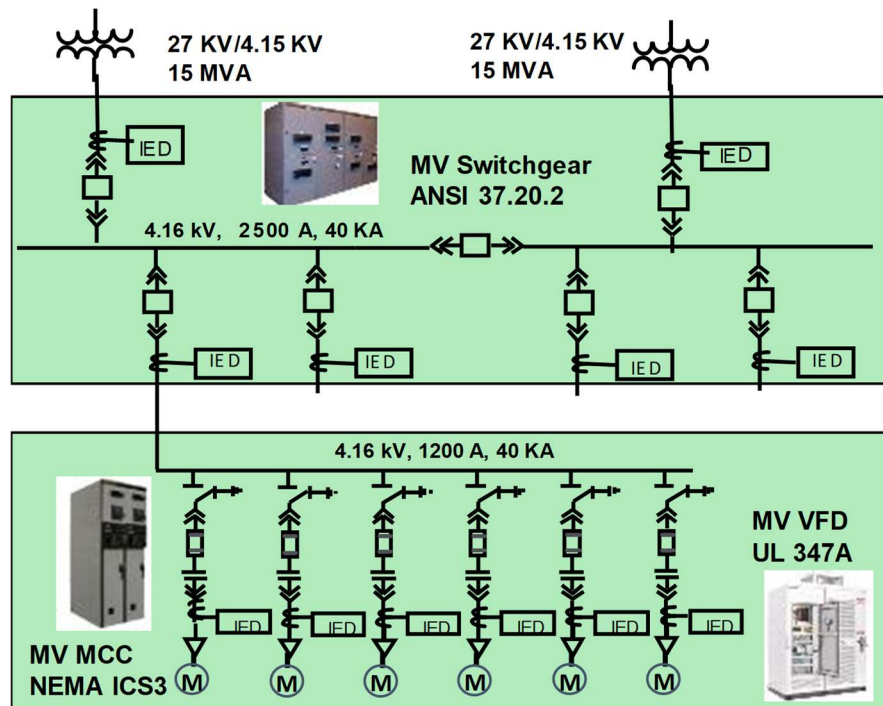 27 KV/4.15 KV
15 MVA
27 KV/4.15 KV
15 MVA
IED
IED
MV Switchgear
ANSI 37.20.2
4.16 kV, 2500 A, 40 KA
IED
IED
IED
IED
4.16 kV, 1200 A, 40 KA
MV VFD
UL 347A
IED
IED
IED
IED
IED
IED
MV MCC
NEMA ICS3
M
M
M
M
M
M